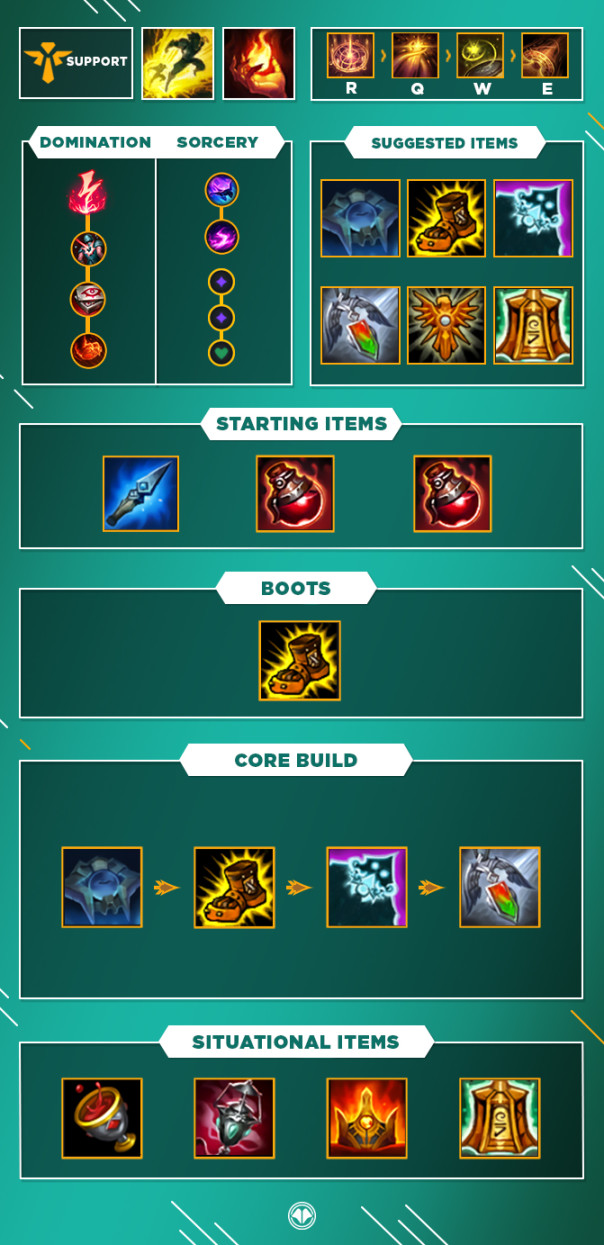 SUPPORT
R Q W E
DOMINATION SORCERY
SUGGESTED ITEMS
STARTING ITEMS
BOOTS
CORE BUILD
SITUATIONAL ITEMS